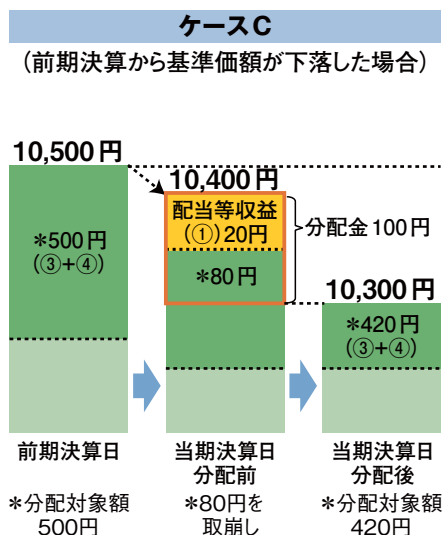 ケースC
(前期決算から基準価額が下落した場合)
10,500円
10,400円
配当等収益
(①)20円
分配金100円
*500円
(③+④)
*80円
10,300円
*420円
(③+④)
前期決算日
当期決算日
分配前
当期決算日
分配後
*分配対象額
500円
*80円を
取崩し
*分配対象額
420円